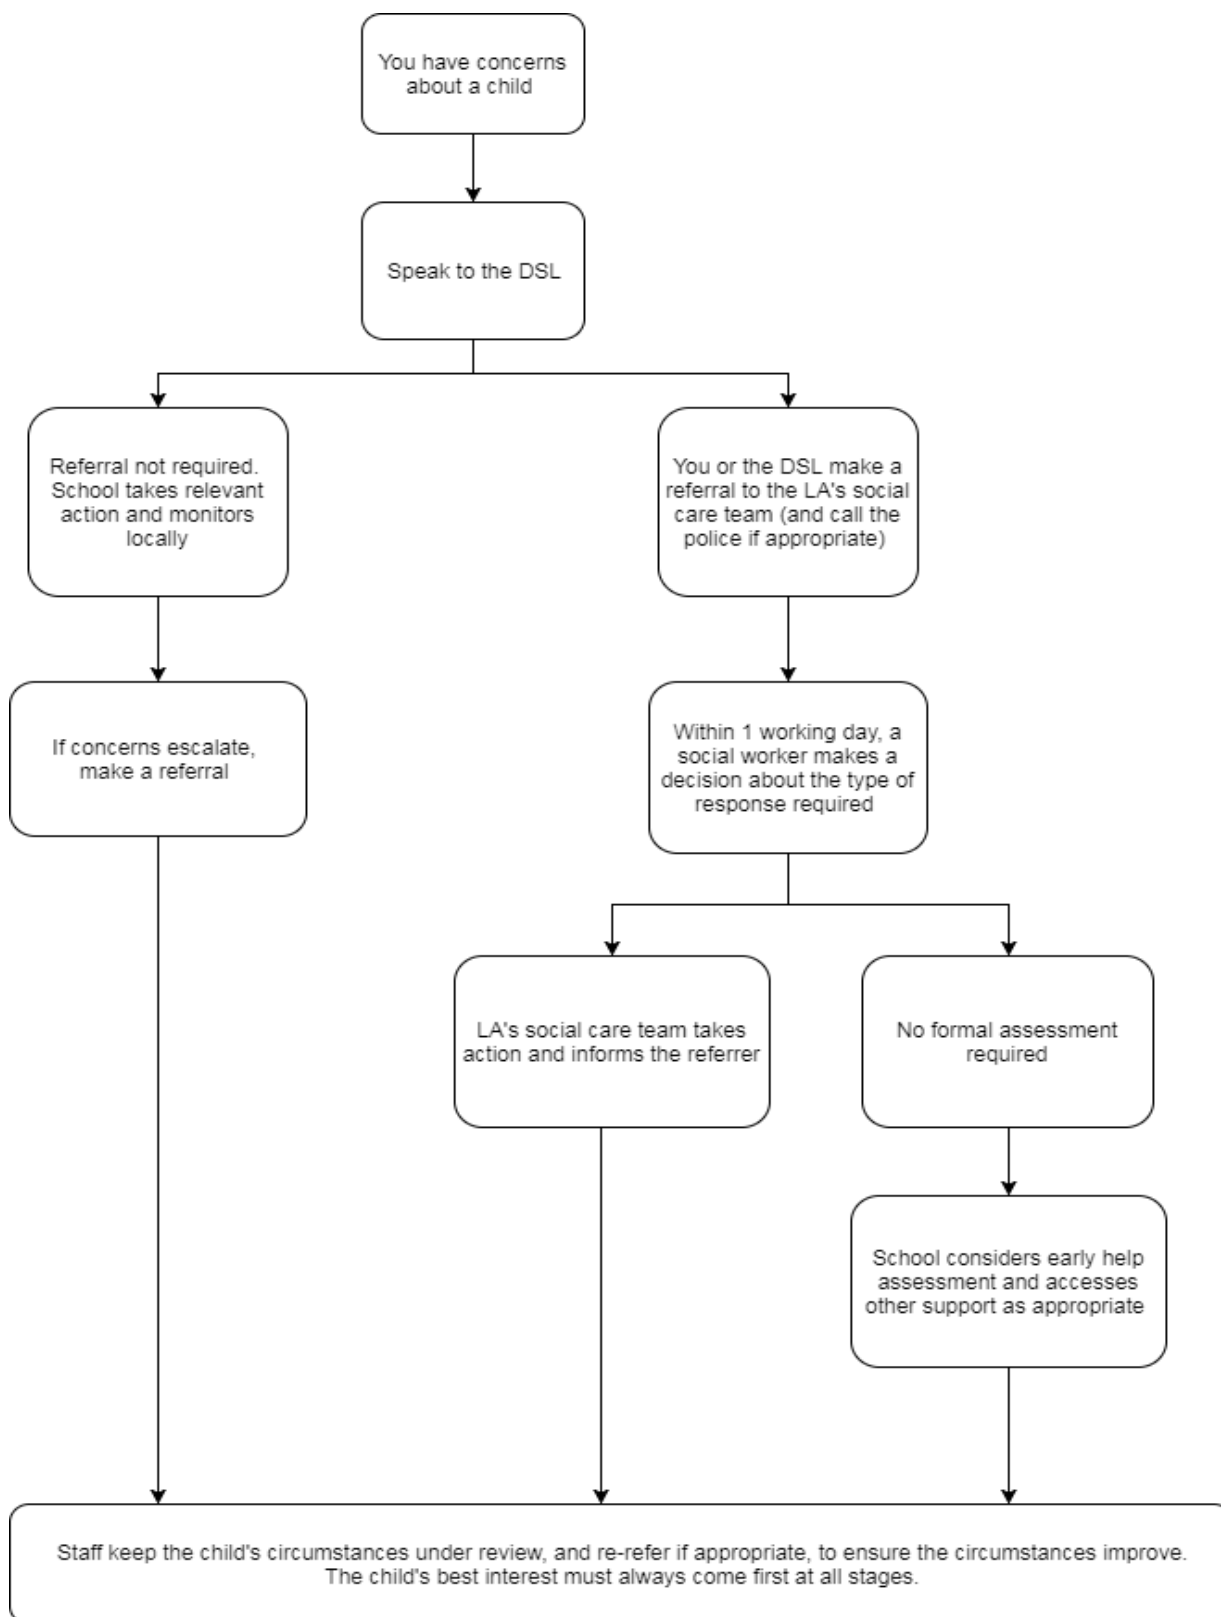 You have concerns
about a child
Speak to the DSL
Referral not required.
School takes relevant
action and monitors
locally
You or the DSL make a
referral to the LA's social
care team (and call the
police if appropriate)
If concerns escalate,
make a referral
Within 1 working day, a
social worker makes a
decision about the type of
response required
LA's social care team takes
action and informs the referrer
No formal assessment
required
School considers early help
assessment and accesses
other support as appropriate
Staff keep the child's circumstances under review, and re-refer if appropriate, to ensure the circumstances improve.
The child's best interest must always come first at all stages.